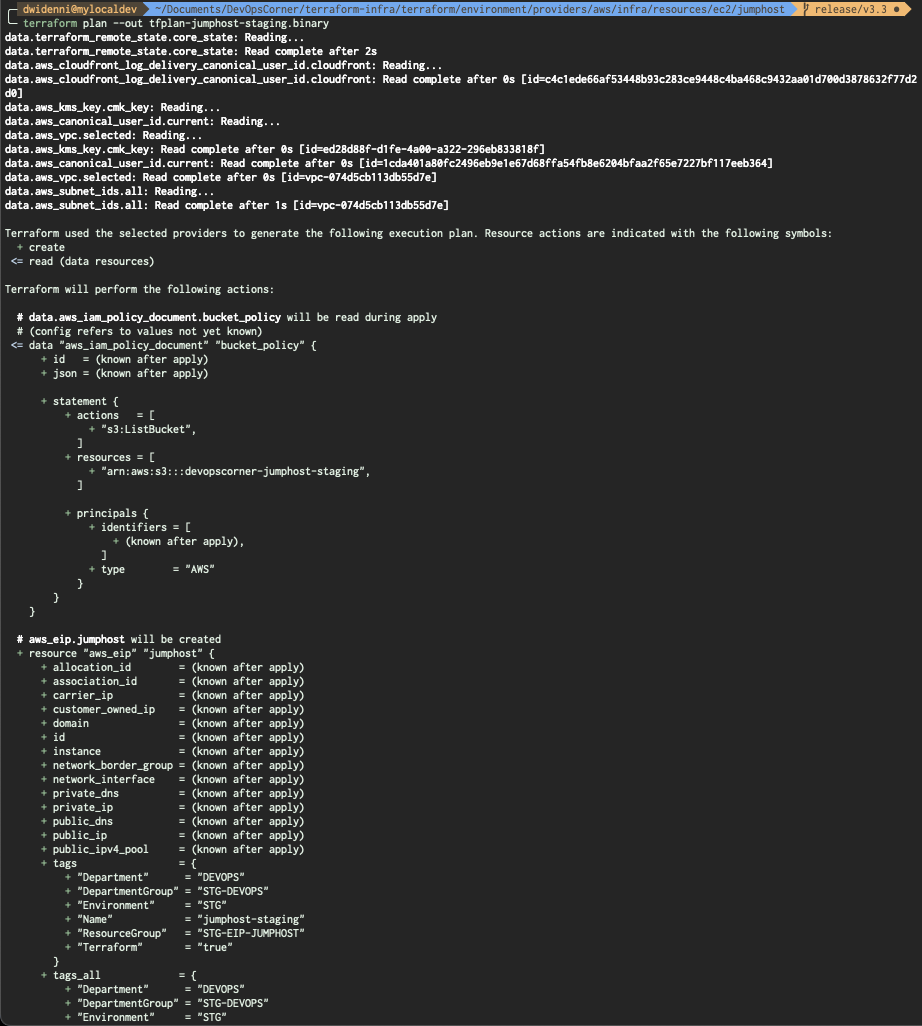 dwidenni@mylocaldev ~/Documents/DevOpsCorner/terraform-infra/terraform/environment/providers/aws/infra/resources/ec2/jumphost release/v3.3 ●
terraform plan --out tfplan-jumphost-staging.binary
data.terraform_remote_state.core_state: Reading...
data.terraform_remote_state.core_state: Read complete after 2s
data.aws_cloudfront_log_delivery_canonical_user_id.cloudfront: Reading...
data.aws_cloudfront_log_delivery_canonical_user_id.cloudfront: Read complete after 0s [id=c4c1ede66af53448b93c283ce9448c4ba468c9432aa01d700d3878632f77d2
d0]
data.aws_kms_key.cmk_key: Reading...
data.aws_canonical_user_id.current: Reading...
data.aws_vpc.selected: Reading...
data.aws_kms_key.cmk_key: Read complete after 0s [id=ed28d88f-d1fe-4a00-a322-296eb833818f]
data.aws_canonical_user_id.current: Read complete after 0s [id=1cda401a80fc2496eb9e1e67d68ffa54fb8e6204bfaa2f65e7227bf117eeb364]
data.aws_vpc.selected: Read complete after 0s [id=vpc-074d5cb113db55d7e]
data.aws_subnet_ids.all: Reading...
data.aws_subnet_ids.all: Read complete after 1s [id=vpc-074d5cb113db55d7e]
Terraform used the selected providers to generate the following execution plan. Resource actions are indicated with the following symbols:
  + create
 <= read (data resources)
Terraform will perform the following actions:
  # data.aws_iam_policy_document.bucket_policy will be read during apply
  # (config refers to values not yet known)
 <= data "aws_iam_policy_document" "bucket_policy" {
      + id   = (known after apply)
      + json = (known after apply)
      + statement {
          + actions   = [
              + "s3:ListBucket",
            ]
          + resources = [
              + "arn:aws:s3:::devopscorner-jumphost-staging",
            ]
          + principals {
              + identifiers = [
                  + (known after apply),
                ]
              + type        = "AWS"
            }
        }
    }
  # aws_eip.jumphost will be created
  + resource "aws_eip" "jumphost" {
      + allocation_id        = (known after apply)
      + association_id       = (known after apply)
      + carrier_ip           = (known after apply)
      + customer_owned_ip    = (known after apply)
      + domain               = (known after apply)
      + id                   = (known after apply)
      + instance             = (known after apply)
      + network_border_group = (known after apply)
      + network_interface    = (known after apply)
      + private_dns          = (known after apply)
      + private_ip           = (known after apply)
      + public_dns           = (known after apply)
      + public_ip            = (known after apply)
      + public_ipv4_pool     = (known after apply)
      + tags                 = {
          + "Department"      = "DEVOPS"
          + "DepartmentGroup" = "STG-DEVOPS"
          + "Environment"     = "STG"
          + "Name"            = "jumphost-staging"
          + "ResourceGroup"   = "STG-EIP-JUMPHOST"
          + "Terraform"       = "true"
        }
      + tags_all             = {
          + "Department"      = "DEVOPS"
          + "DepartmentGroup" = "STG-DEVOPS"
          + "Environment"     = "STG"